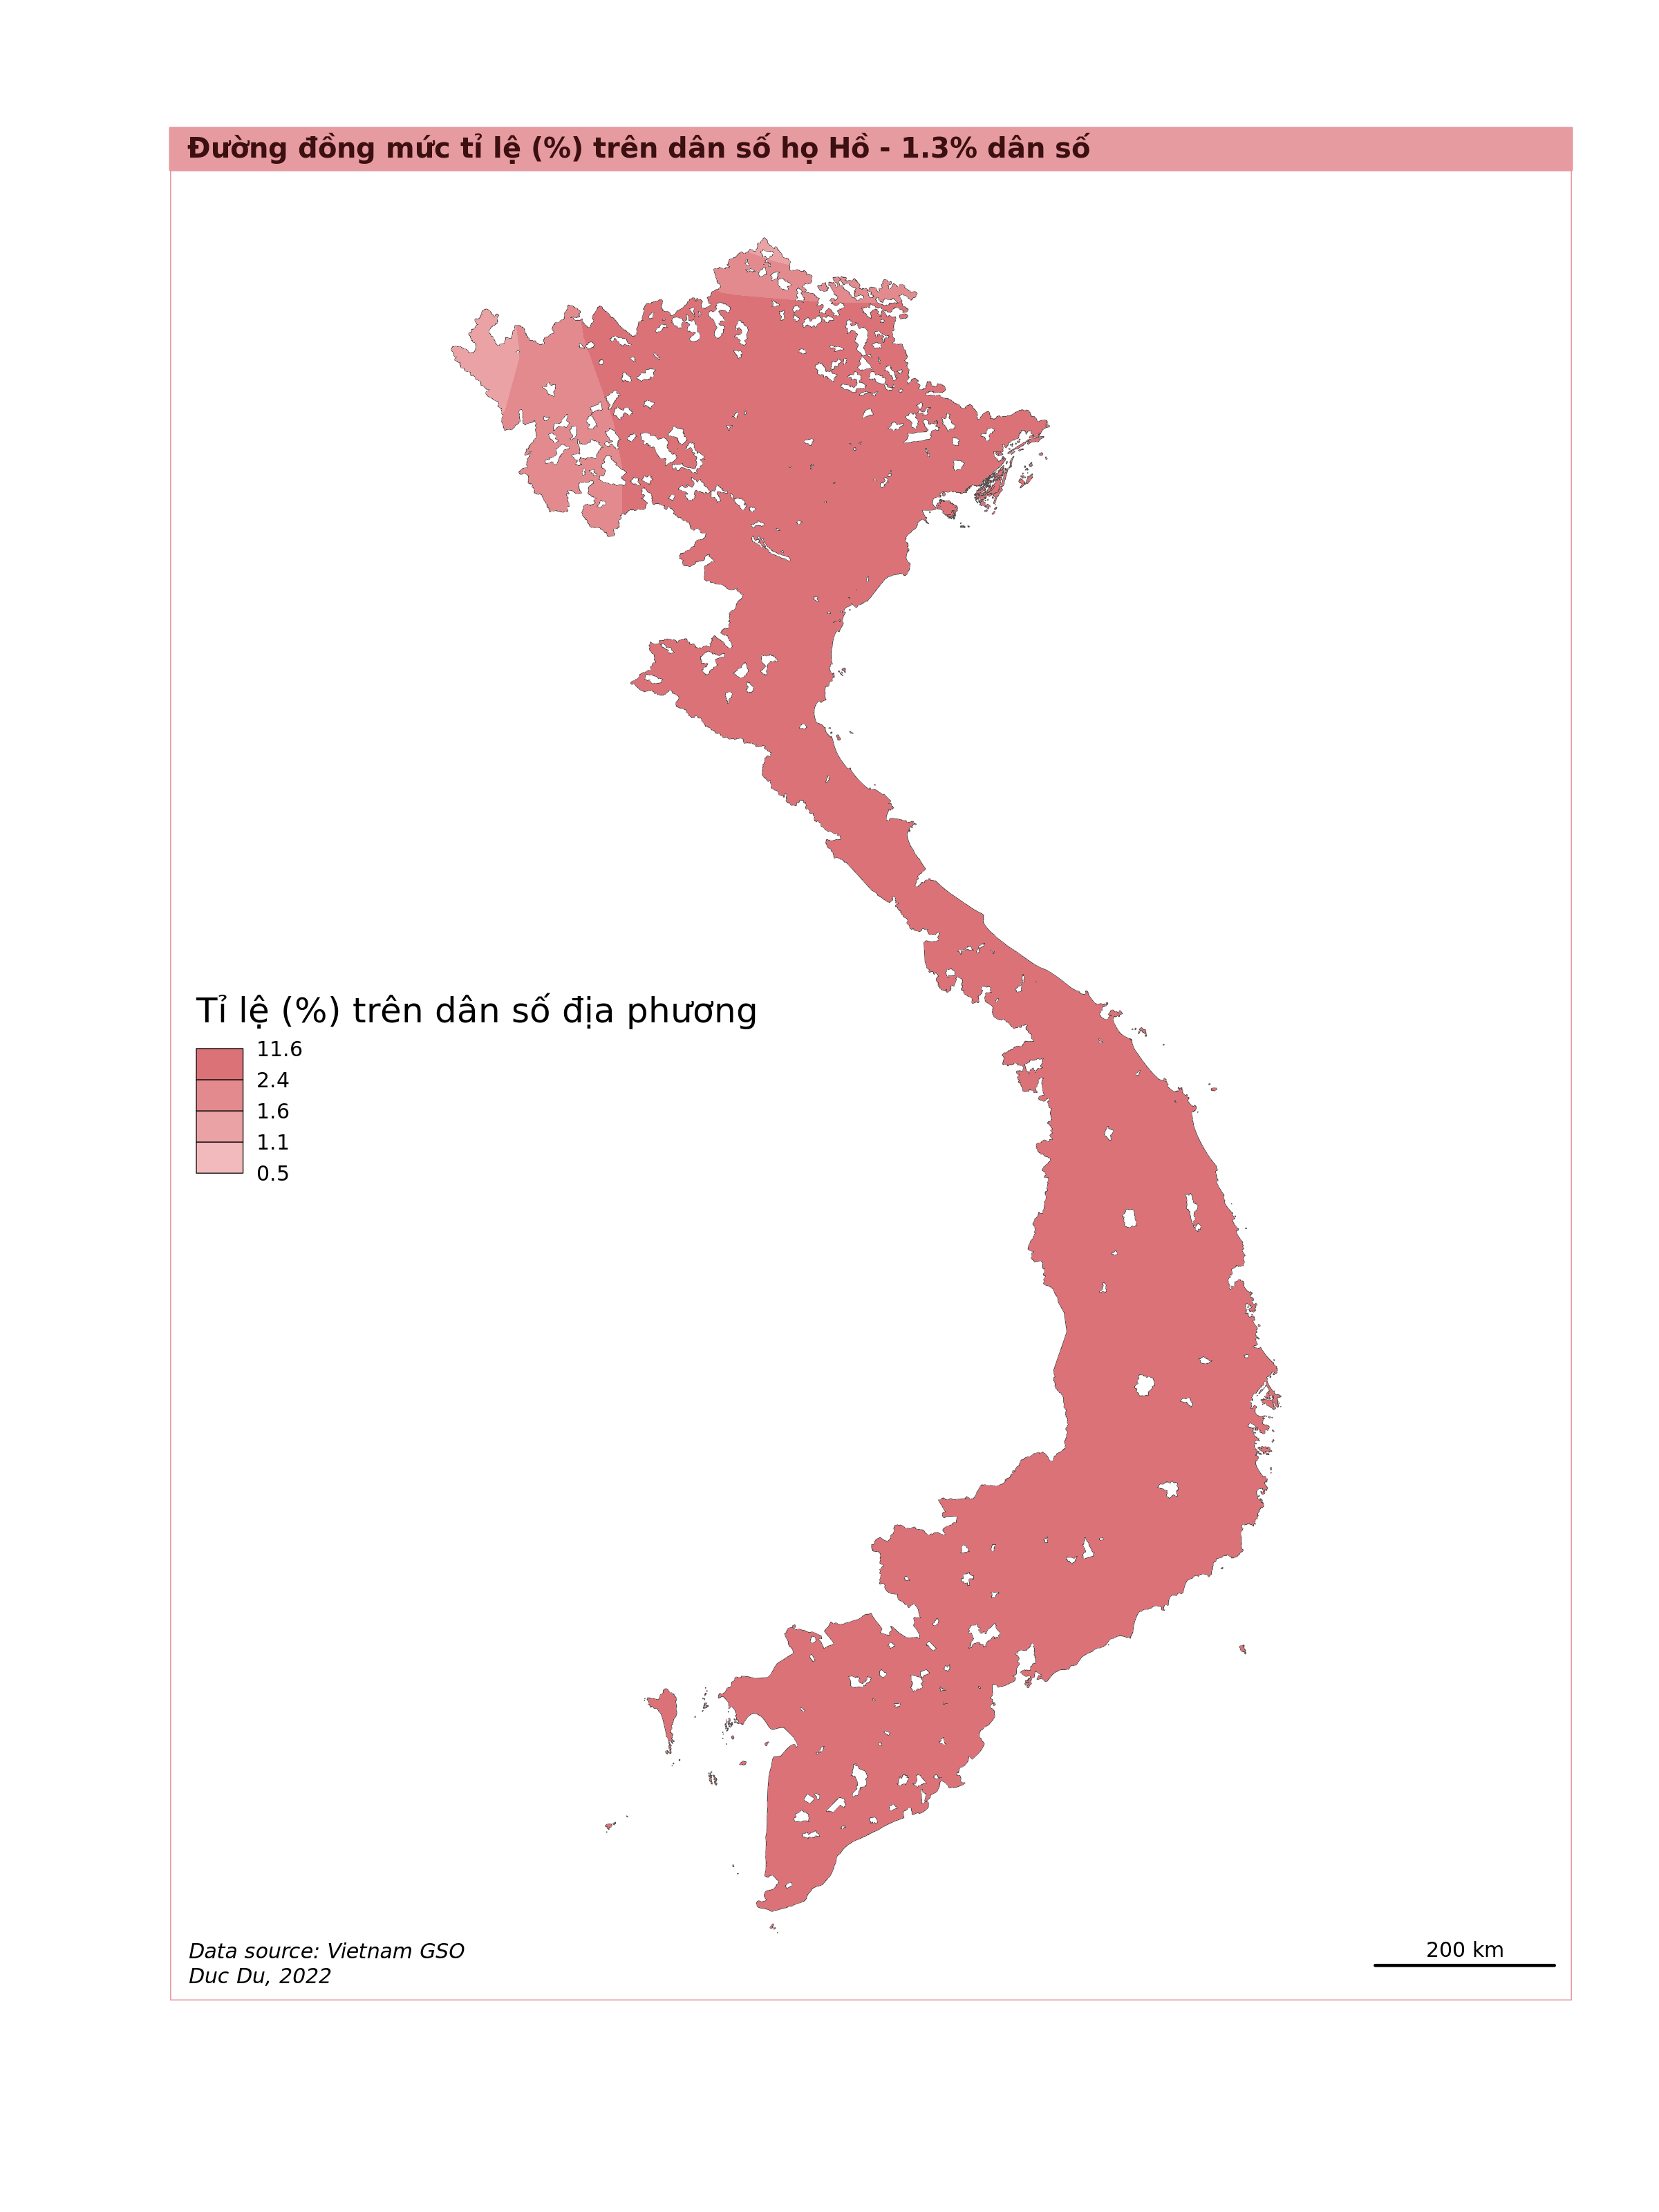 Đường đồng mức tỉ lệ (%) trên dân số họ Hồ - 1.3% dân số
Tỉ lệ (%) trên dân số địa phương
11.6
2.4
1.6
1.1
0.5
Data source: Vietnam GSO
Duc Du, 2022
200 km